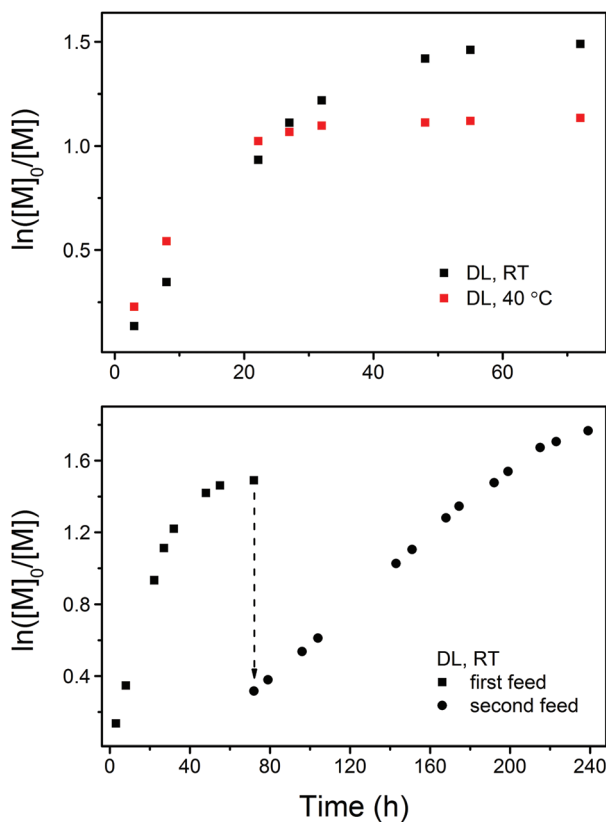 ln([M]₀/[M])
1.5
1.0
0.5
DL, RT
DL, 40 °C
0 20 40 60
ln([M]₀/[M])
1.6
1.2
0.8
0.4
DL, RT
first feed
second feed
0 40 80 120 160 200 240
Time (h)